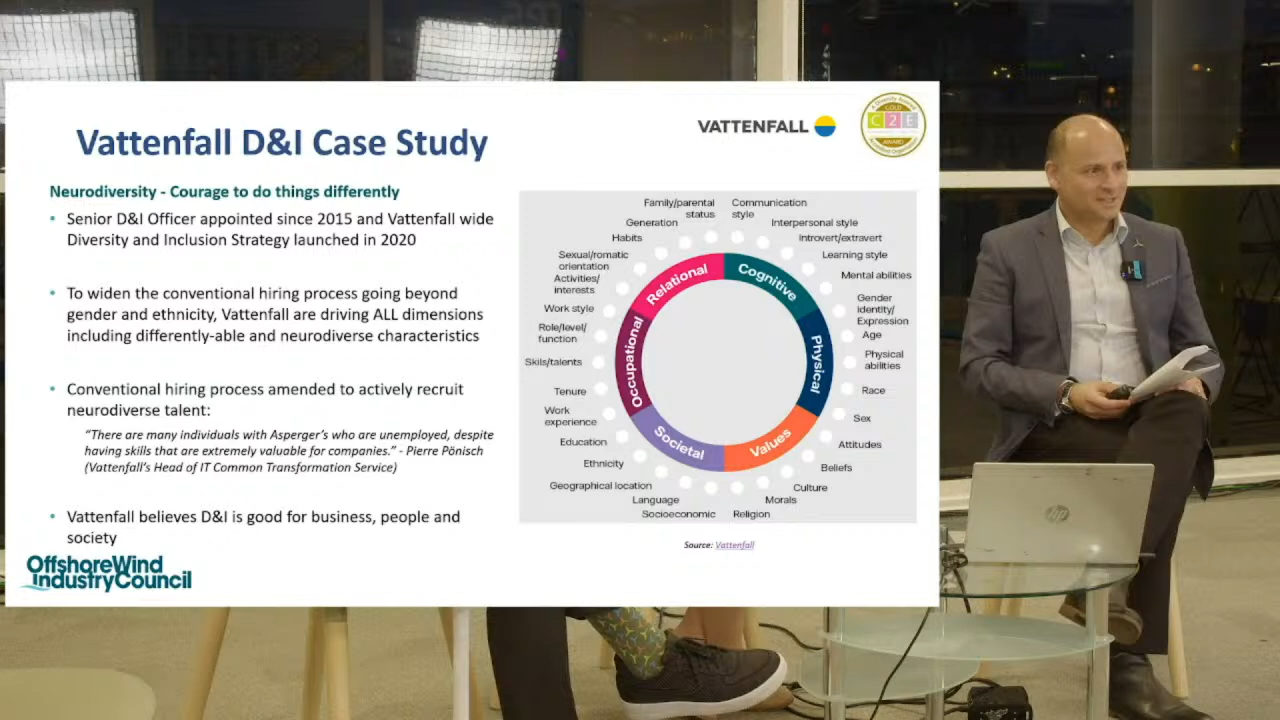 Vattenfall D&I Case Study
VATTENFALL
GOLD
C2E
AWARD
Neurodiversity - Courage to do things differently
• Senior D&I Officer appointed since 2015 and Vattenfall wide
Diversity and Inclusion Strategy launched in 2020
• To widen the conventional hiring process going beyond
gender and ethnicity, Vattenfall are driving ALL dimensions
including differently-able and neurodiverse characteristics
• Conventional hiring process amended to actively recruit
neurodiverse talent:
“There are many individuals with Asperger’s who are unemployed, despite
having skills that are extremely valuable for companies.” - Pierre Pönisch
(Vattenfall’s Head of IT Common Transformation Service)
• Vattenfall believes D&I is good for business, people and
society
OffshoreWind
IndustryCouncil
Relational
Cognitive
Physical
Values
Societal
Occupational
Communication
style
Interpersonal style
Introvert/extravert
Learning style
Mental abilities
Gender
Identity/
Expression
Age
Physical
abilities
Race
Sex
Attitudes
Beliefs
Culture
Morals
Religion
Socioeconomic
Language
Geographical location
Ethnicity
Education
Work
experience
Tenure
Skils/talents
Role/level/
function
Work style
Activities/
interests
Sexual/romatic
orientation
Habits
Generation
Family/parental
status
Source: Vattenfall
hp